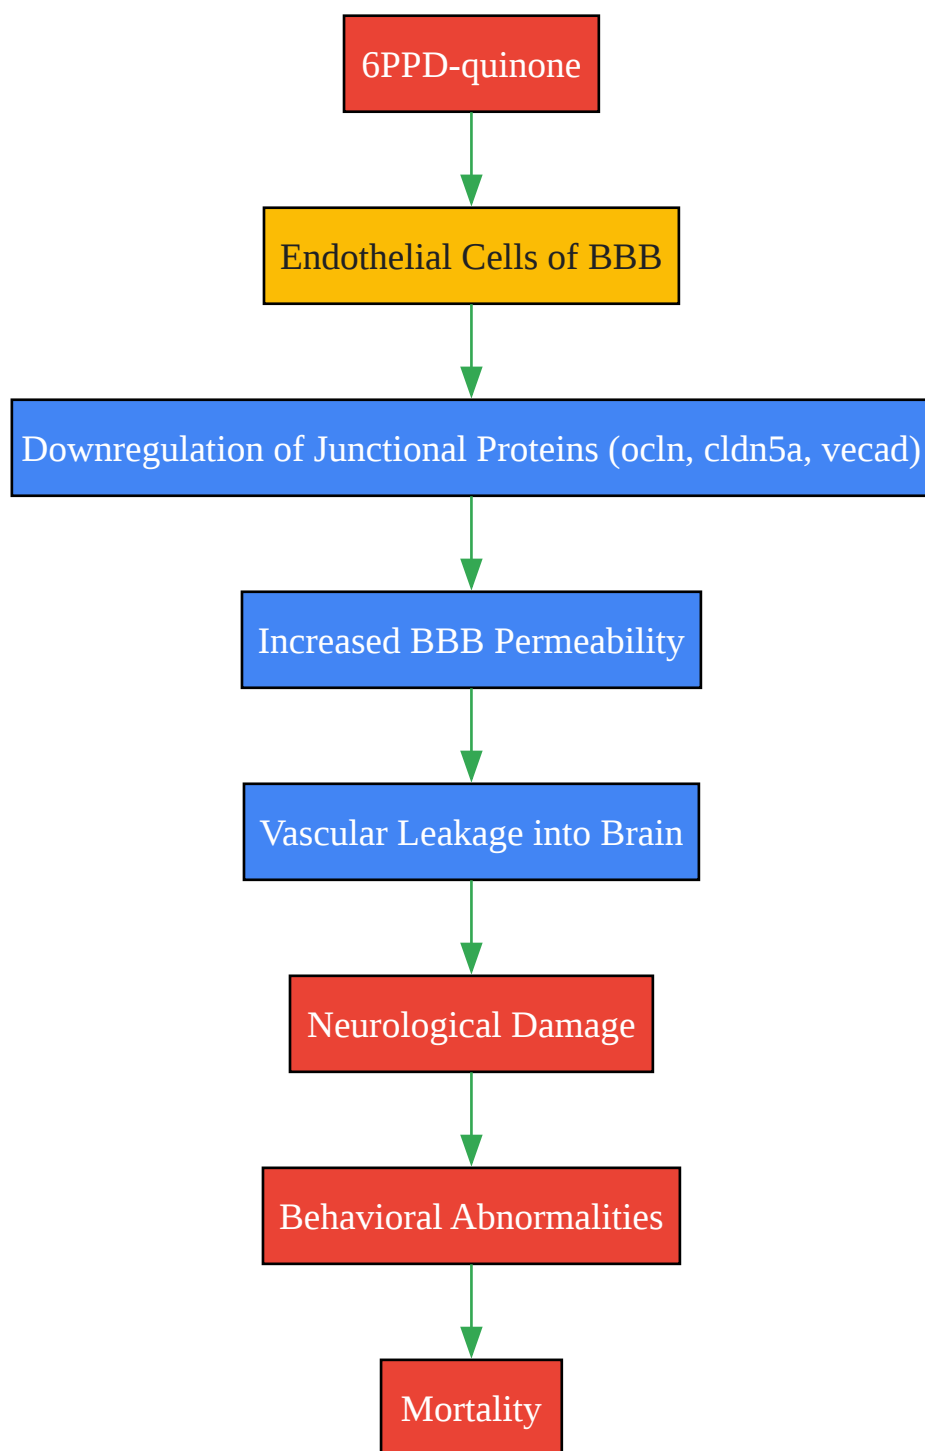 6PPD-quinone
Endothelial Cells of BBB
Downregulation of Junctional Proteins (ocln, cldn5a, vecad)
Increased BBB Permeability
Vascular Leakage into Brain
Neurological Damage
Behavioral Abnormalities
Mortality